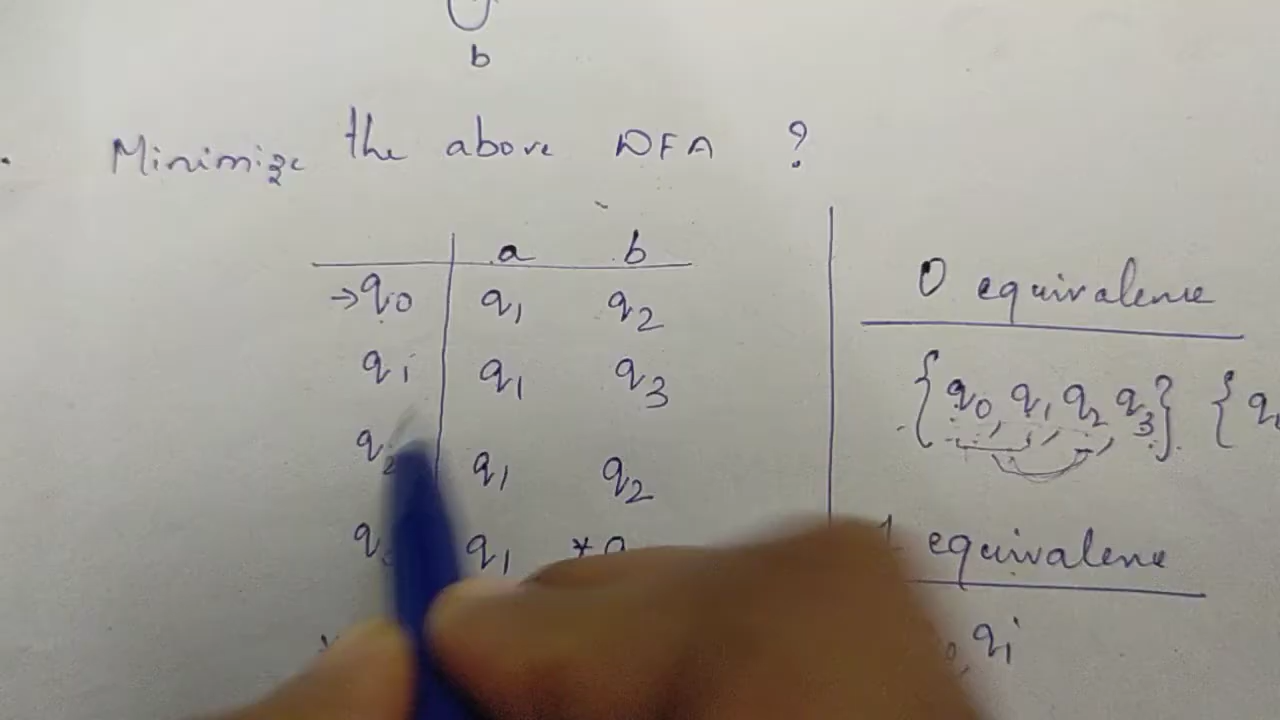 b
Minimize the above DFA ?
a b
→q0 q1 q2
q1 q1 q3
q2 q1 q2
q1 *q
0 equivalence
{q0, q1, q2, q3} {q
equivalence
q1